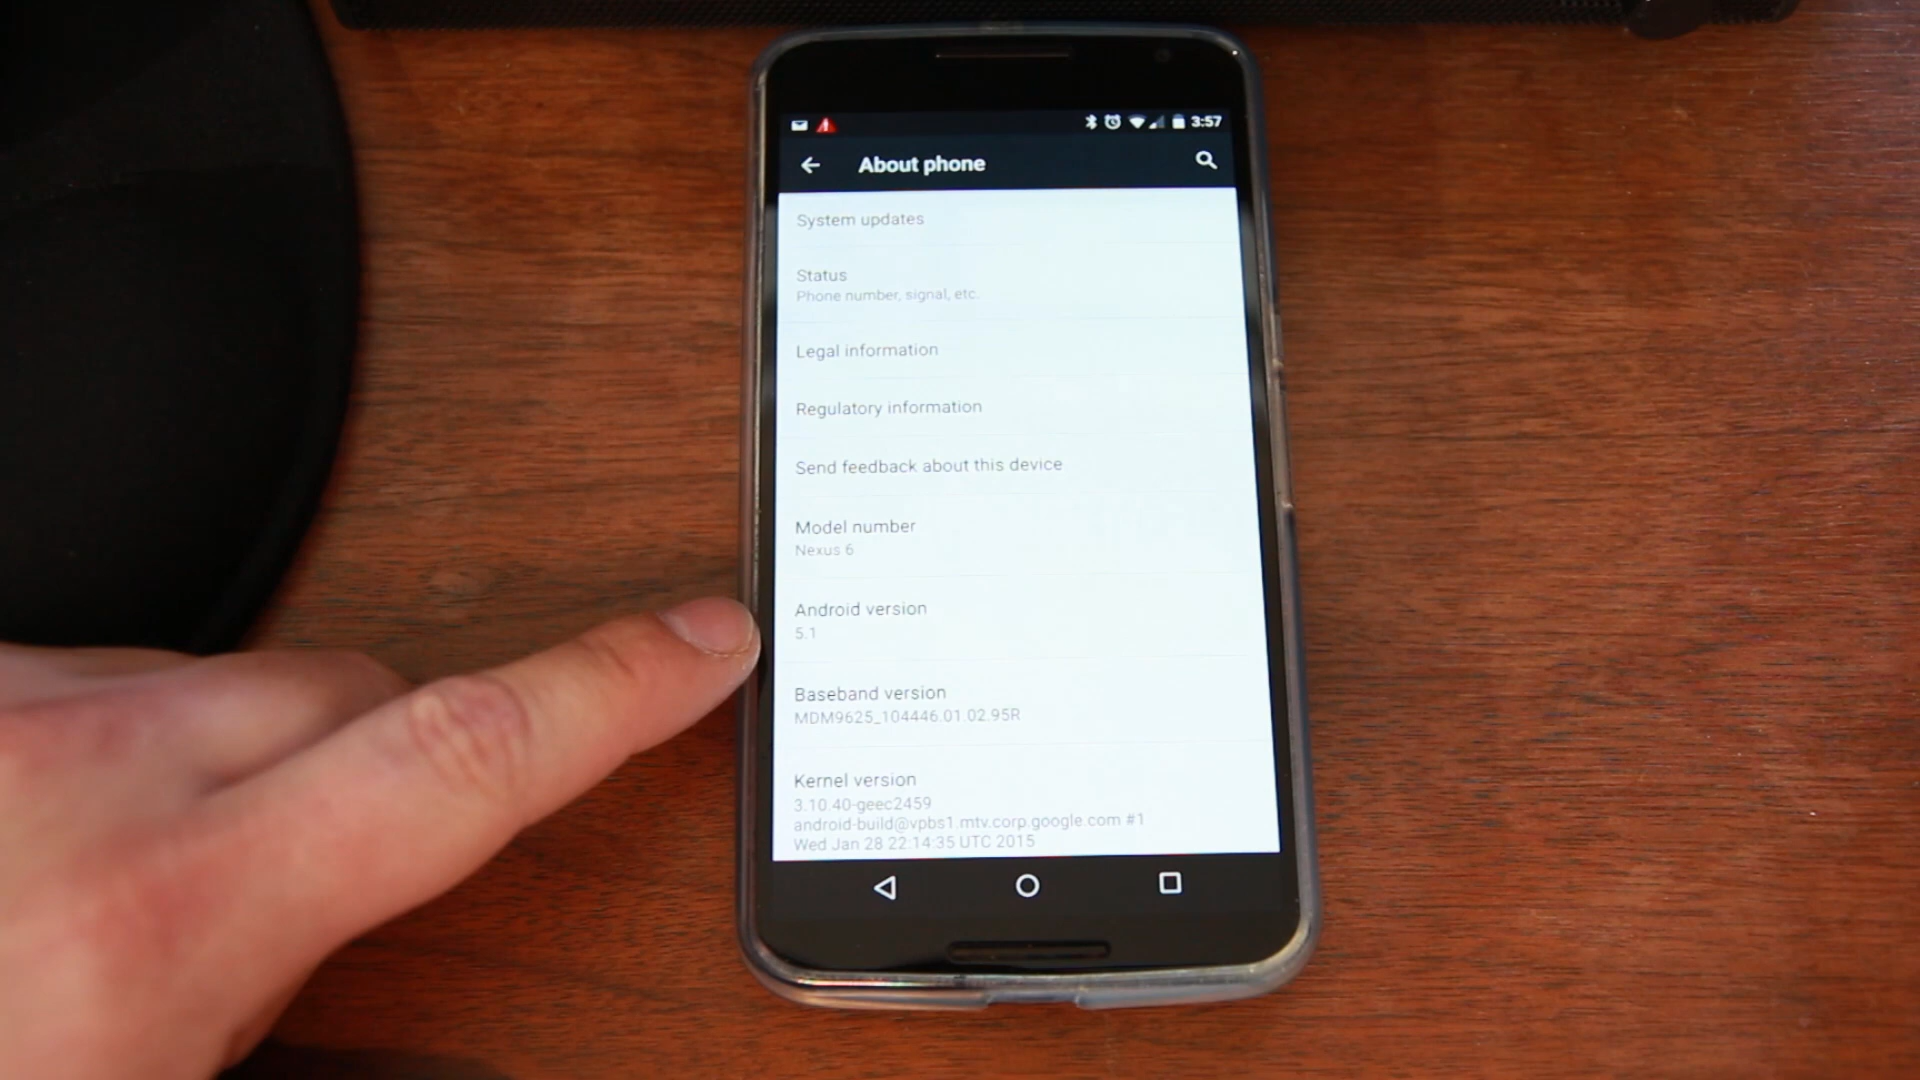 3:57
About phone
System updates
Status
Phone number, signal, etc.
Legal information
Regulatory information
Send feedback about this device
Model number
Nexus 6
Android version
5.1
Baseband version
MDM9625_104446.01.02.95R
Kernel version
3.10.40-geec2459
android-build@vpbs1.mtv.corp.google.com #1
Wed Jan 28 22:14:35 UTC 2015